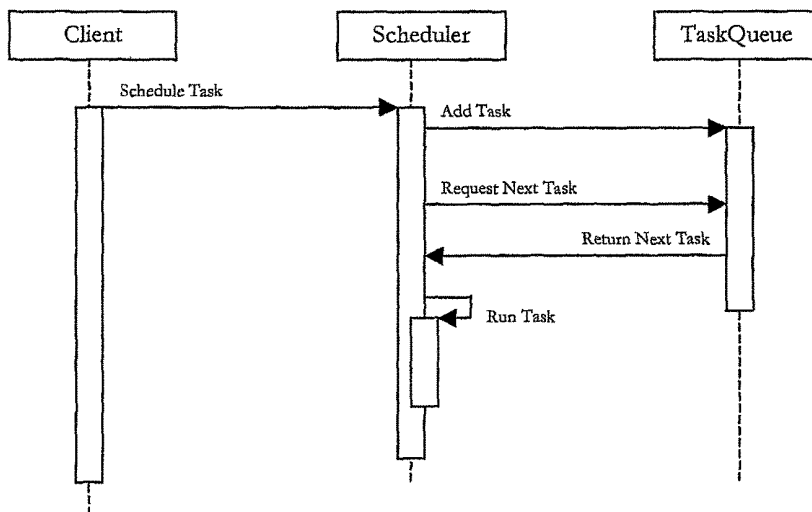 Client
Scheduler
TaskQueue
Schedule Task
Add Task
Request Next Task
Return Next Task
Run Task